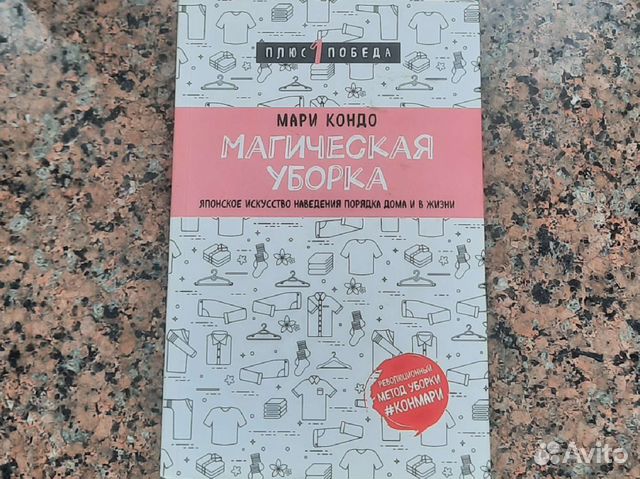 ПЛЮС 1 ПОБЕДА
МАРИ КОНДО
МАГИЧЕСКАЯ
УБОРКА
ЯПОНСКОЕ ИСКУССТВО НАВЕДЕНИЯ ПОРЯДКА ДОМА И В ЖИЗНИ
РЕВОЛЮЦИОННЫЙ
МЕТОД УБОРКИ
#КОНМАРИ
Avito